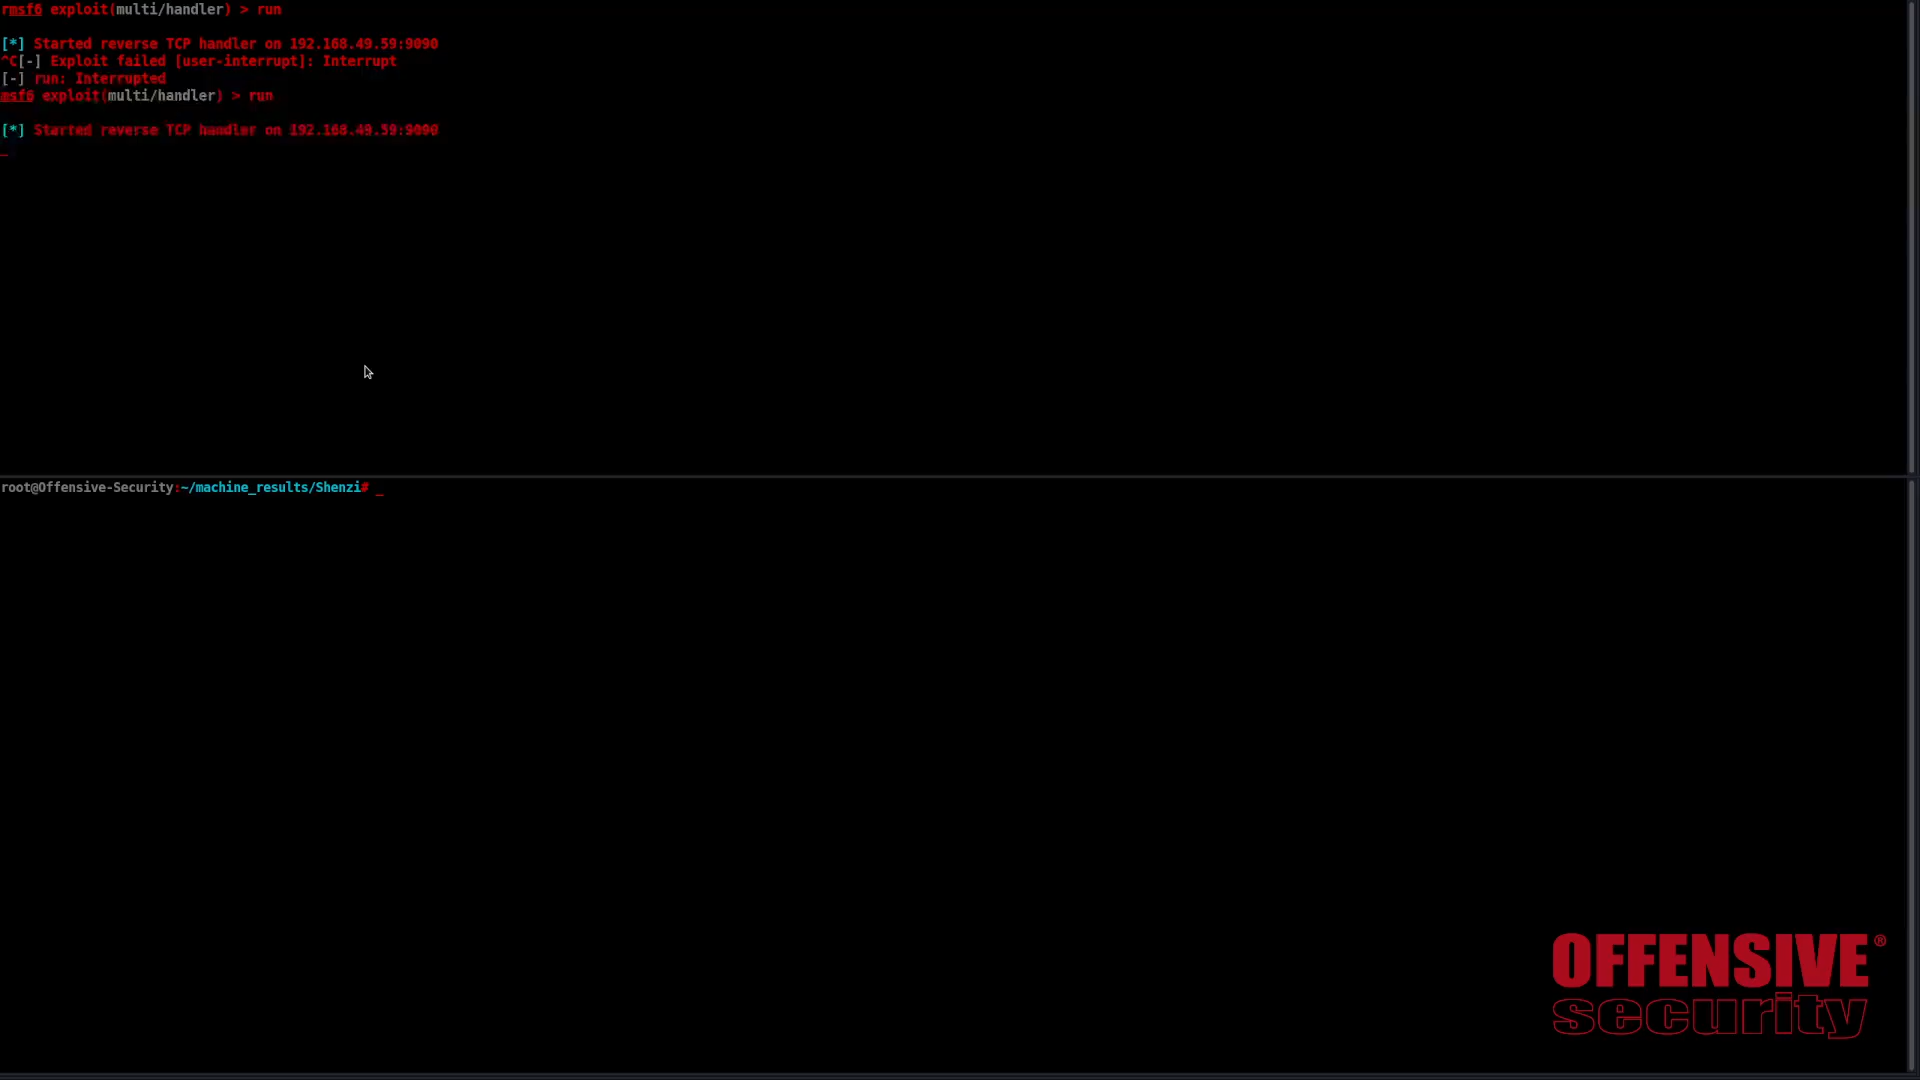 rmsf6 exploit(multi/handler) > run
[*] Started reverse TCP handler on 192.168.49.59:9090
^C[-] Exploit failed [user-interrupt]: Interrupt
[-] run: Interrupted
msf6 exploit(multi/handler) > run
[*] Started reverse TCP handler on 192.168.49.59:9090
_
root@Offensive-Security:~/machine_results/Shenzi# _
OFFENSIVE®
security